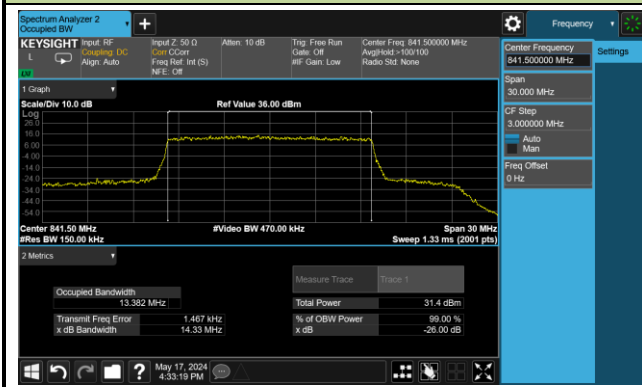 Spectrum Analyzer 2
Occupied BW
+
Frequency
KEYSIGHT
L
Input: RF
Coupling: DC
Align: Auto
Input Z: 50 Ω
Corr CCorr
Freq Ref: Int (S)
NFE: Off
Atten: 10 dB
Trig: Free Run
Gate: Off
#IF Gain: Low
Center Freq: 841.500000 MHz
Avg|Hold:>100/100
Radio Std: None
Center Frequency
841.500000 MHz
Settings
Span
30.000 MHz
CF Step
3.000000 MHz
Auto
Man
Freq Offset
0 Hz
1 Graph
Scale/Div 10.0 dB
Ref Value 36.00 dBm
Log
26.0
16.0
6.00
-4.00
-14.0
-24.0
-34.0
-44.0
-54.0
Center 841.50 MHz
#Video BW 470.00 kHz
Span 30 MHz
#Res BW 150.00 kHz
Sweep 1.33 ms (2001 pts)
2 Metrics
Measure Trace
Trace 1
Occupied Bandwidth
13.382 MHz
Total Power
31.4 dBm
Transmit Freq Error
1.467 kHz
% of OBW Power
99.00 %
x dB Bandwidth
14.33 MHz
x dB
-26.00 dB
?
May 17, 2024
4:33:19 PM